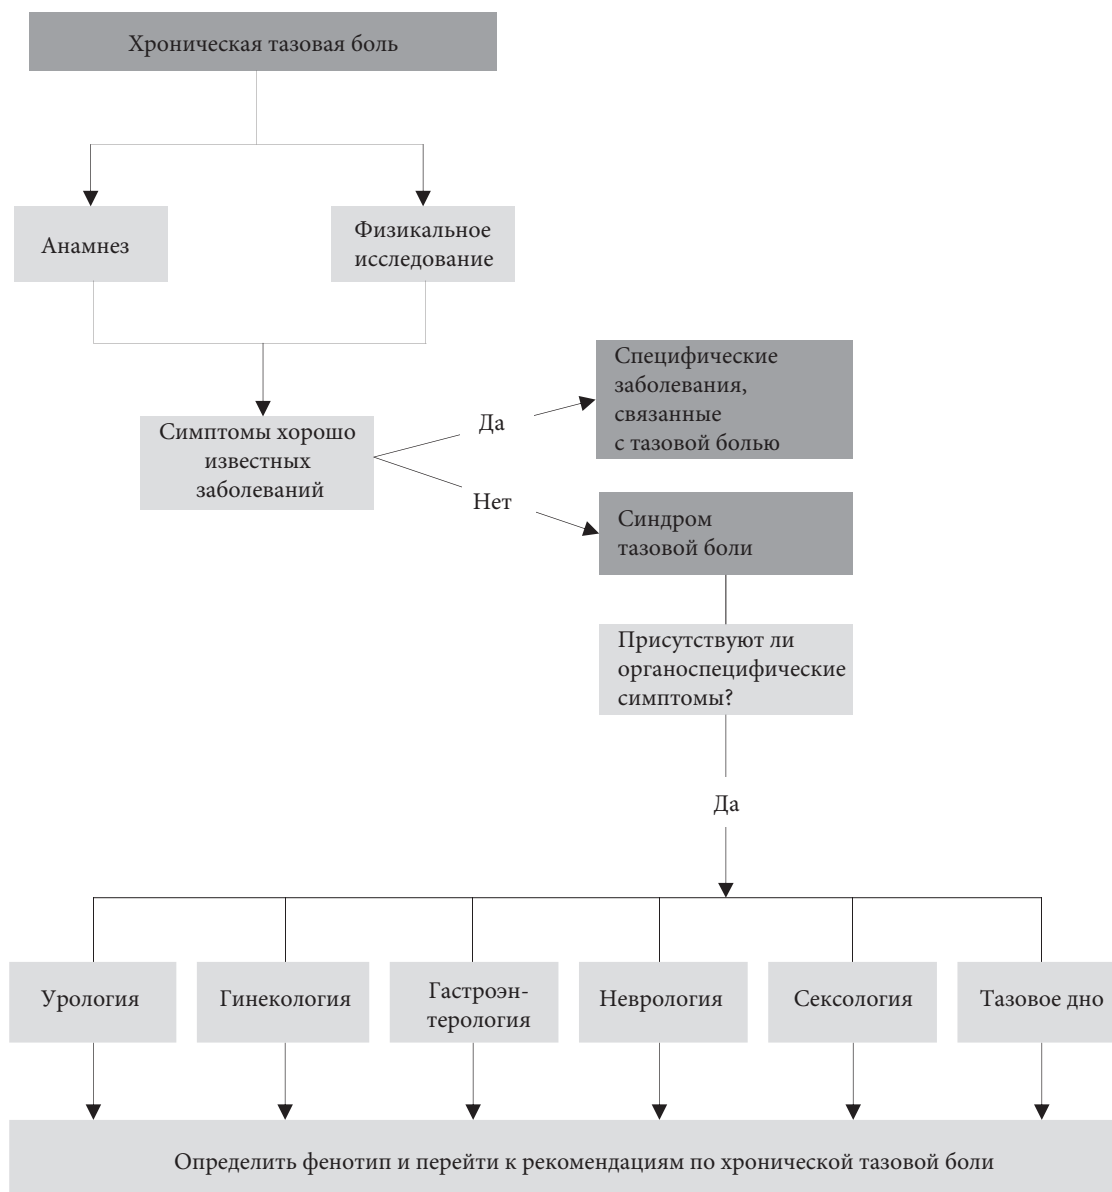 Хроническая тазовая боль
Анамнез
Физикальное
исследование
Симптомы хорошо
известных
заболеваний
Да
Специфические
заболевания,
связанные
с тазовой болью
Нет
Синдром
тазовой боли
Присутствуют ли
органоспецифические
симптомы?
Да
Урология
Гинекология
Гастроэн-
терология
Неврология
Сексология
Тазовое дно
Определить фенотип и перейти к рекомендациям по хронической тазовой боли